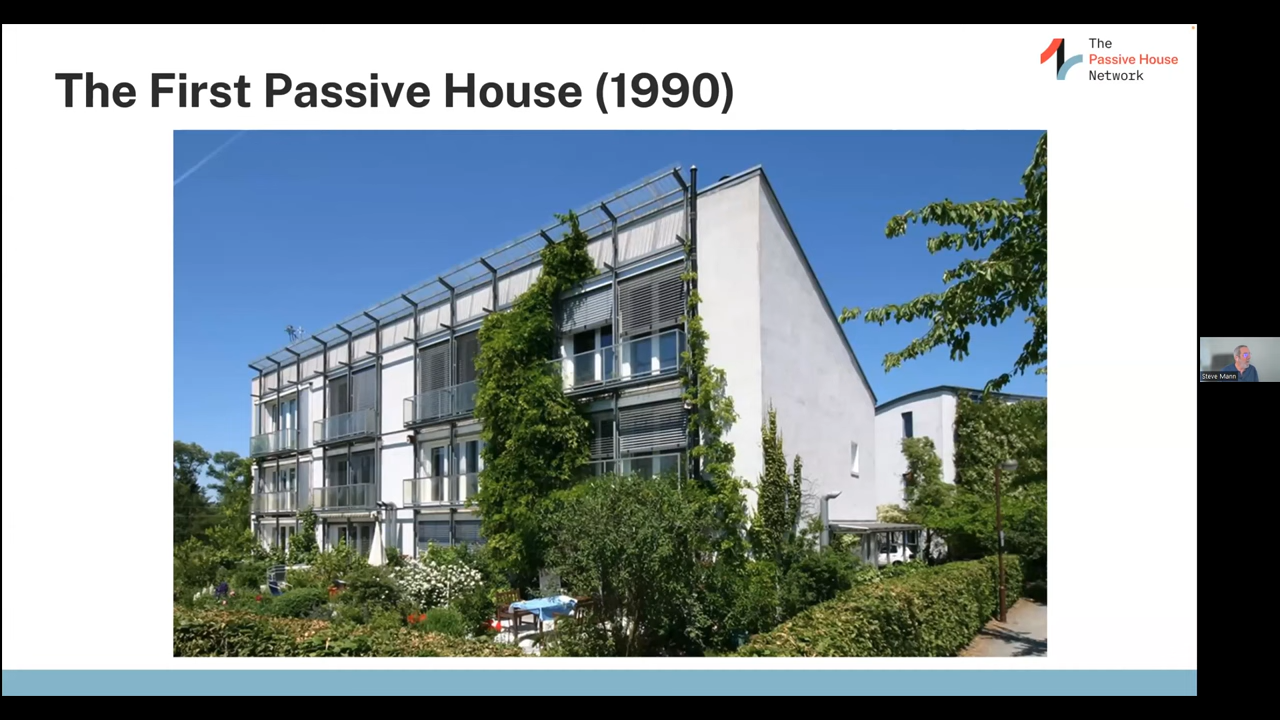 The First Passive House (1990)
The
Passive House
Network
Steve Mann